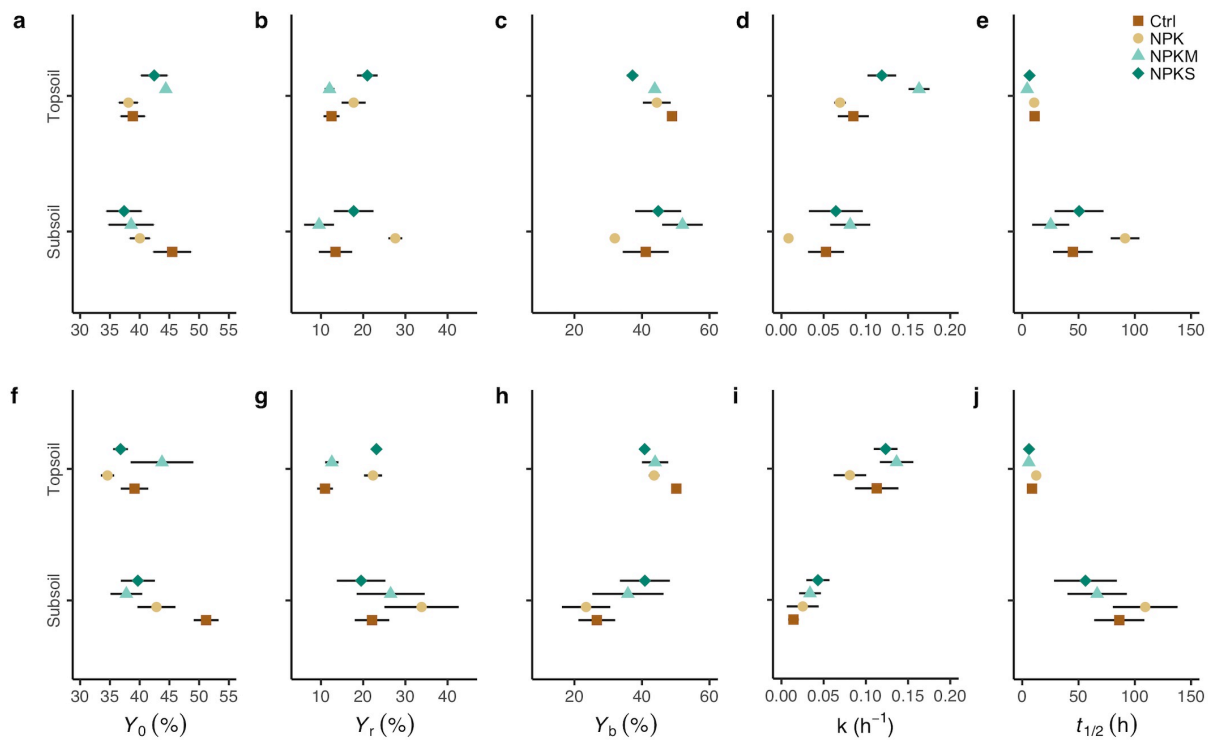 a b c d e
Ctrl
NPK
NPKM
NPKS
Topsoil
Subsoil
30 35 40 45 50 55
10 20 30 40
20 40 60
0.00 0.05 0.10 0.15 0.20
0 50 100 150
f g h i j
Topsoil
Subsoil
30 35 40 45 50 55
10 20 30 40
20 40 60
0.00 0.05 0.10 0.15 0.20
0 50 100 150
Y₀ (%)
Yᵣ (%)
Y_b (%)
k (h⁻¹)
t₁/₂ (h)